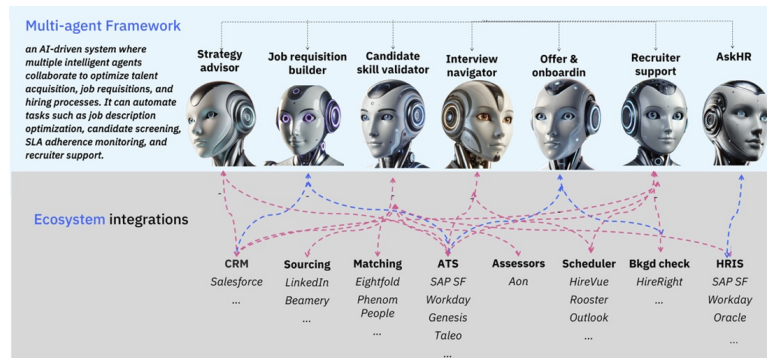 Multi-agent Framework
an AI-driven system where
multiple intelligent agents
collaborate to optimize talent
acquisition, job requisitions, and
hiring processes. It can automate
tasks such as job description
optimization, candidate screening,
SLA adherence monitoring, and
recruiter support.
Strategy
advisor
Job requisition
builder
Candidate
skill validator
Interview
navigator
Offer &
onboardin
Recruiter
support
AskHR
Ecosystem integrations
CRM
Salesforce
...
Sourcing
LinkedIn
Beamery
...
Matching
Eightfold
Phenom
People
...
ATS
SAP SF
Workday
Genesis
Taleo
...
Assessors
Aon
Scheduler
HireVue
Rooster
Outlook
...
Bkgd check
HireRight
...
HRIS
SAP SF
Workday
Oracle
...